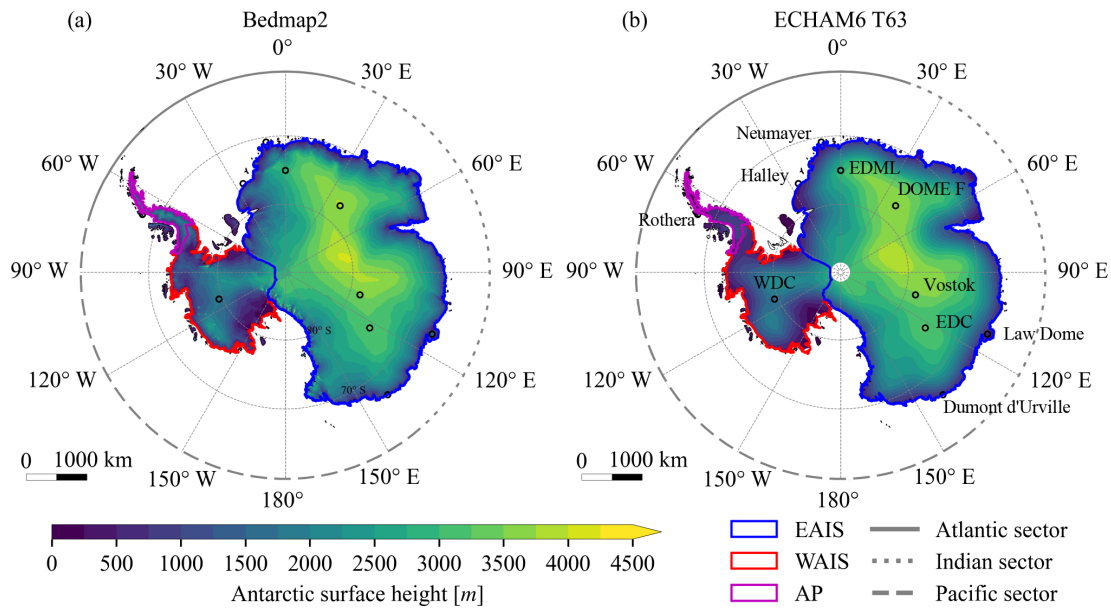 (a)
Bedmap2
0°
30° W
30° E
60° W
60° E
90° W
90° E
120° W
120° E
150° W
150° E
180°
80° S
70° S
0 1000 km
(b)
ECHAM6 T63
0°
30° W
30° E
60° W
60° E
90° W
90° E
120° W
120° E
150° W
150° E
180°
Neumayer
EDML
Halley
DOME F
Rothera
WDC
Vostok
EDC
Law Dome
Dumont d'Urville
0 1000 km
0 500 1000 1500 2000 2500 3000 3500 4000 4500
Antarctic surface height [m]
EAIS
WAIS
AP
Atlantic sector
Indian sector
Pacific sector